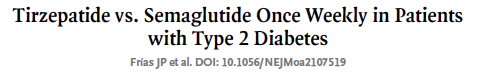 Tirzepatide vs. Semaglutide Once Weekly in Patients
with Type 2 Diabetes
Frías JP et al. DOI: 10.1056/NEJMoa2107519